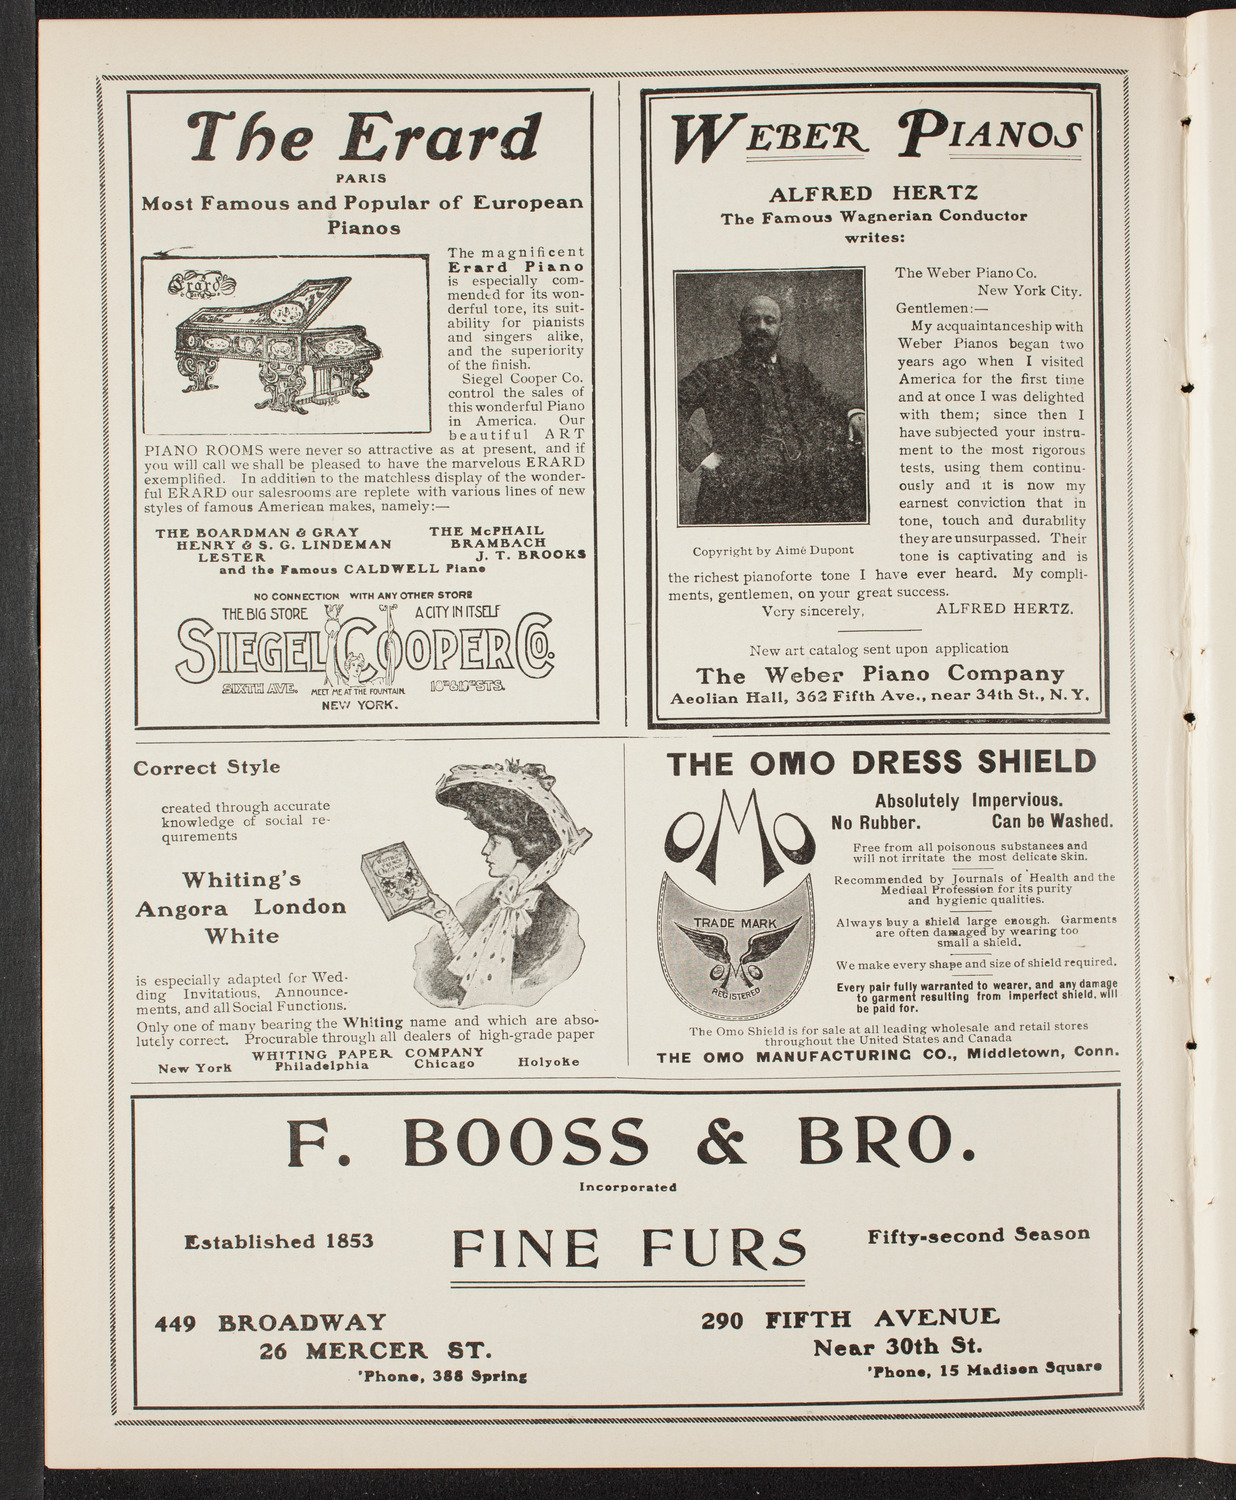 The Erard
PARIS
Most Famous and Popular of European
Pianos
Erard
The magnificent
Erard Piano
is especially com-
mended for its won-
derful tone, its suit-
ability for pianists
and singers alike,
and the superiority
of the finish.
Siegel Cooper Co.
control the sales of
this wonderful Piano
in America. Our
beautiful ART
PIANO ROOMS were never so attractive as at present, and if
you will call we shall be pleased to have the marvelous ERARD
exemplified. In addition to the matchless display of the wonder-
ful ERARD our salesrooms are replete with various lines of new
styles of famous American makes, namely:—
THE BOARDMAN & GRAY THE McPHAIL
HENRY & S. G. LINDEMAN BRAMBACH
LESTER J. T. BROOKS
and the Famous CALDWELL Piano
NO CONNECTION WITH ANY OTHER STORE
THE BIG STORE A CITY IN ITSELF
SIEGEL COOPER CO.
SIXTH AVE. MEET ME AT THE FOUNTAIN. 18TH & 19TH STS.
NEW YORK.
WEBER PIANOS
ALFRED HERTZ
The Famous Wagnerian Conductor
writes:
The Weber Piano Co.
New York City.
Gentlemen:—
My acquaintanceship with
Weber Pianos began two
years ago when I visited
America for the first time
and at once I was delighted
with them; since then I
have subjected your instru-
ment to the most rigorous
tests, using them continu-
ously and it is now my
earnest conviction that in
tone, touch and durability
they are unsurpassed. Their
tone is captivating and is
Copyright by Aimé Dupont
the richest pianoforte tone I have ever heard. My compli-
ments, gentlemen, on your great success.
Very sincerely, ALFRED HERTZ.
New art catalog sent upon application
The Weber Piano Company
Aeolian Hall, 362 Fifth Ave., near 34th St., N. Y.
Correct Style
created through accurate
knowledge of social re-
quirements
Whiting's
Angora London
White
is especially adapted for Wed-
ding Invitations, Announce-
ments, and all Social Functions.
Only one of many bearing the Whiting name and which are abso-
lutely correct. Procurable through all dealers of high-grade paper
WHITING PAPER COMPANY
New York Philadelphia Chicago Holyoke
THE OMO DRESS SHIELD
OMO
TRADE MARK
OMO
REGISTERED
Absolutely Impervious.
No Rubber. Can be Washed.
Free from all poisonous substances and
will not irritate the most delicate skin.
Recommended by Journals of Health and the
Medical Profession for its purity
and hygienic qualities.
Always buy a shield large enough. Garments
are often damaged by wearing too
small a shield.
We make every shape and size of shield required.
Every pair fully warranted to wearer, and any damage
to garment resulting from imperfect shield, will
be paid for.
The Omo Shield is for sale at all leading wholesale and retail stores
throughout the United States and Canada
THE OMO MANUFACTURING CO., Middletown, Conn.
F. BOOSS & BRO.
Incorporated
Established 1853 FINE FURS Fifty-second Season
449 BROADWAY
26 MERCER ST.
'Phone, 388 Spring
290 FIFTH AVENUE
Near 30th St.
'Phone, 15 Madison Square